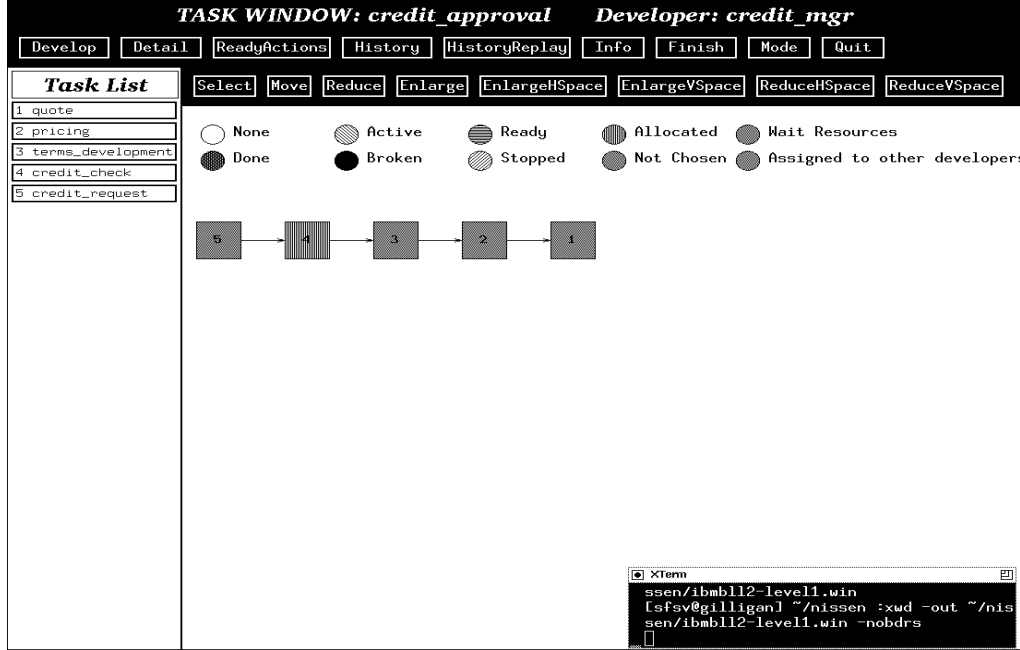 TASK WINDOW: credit_approval Developer: credit_mgr
Develop Detail ReadyActions History HistoryReplay Info Finish Mode Quit
Task List
Select Move Reduce Enlarge EnlargeHSpace EnlargeVSpace ReduceHSpace ReduceVSpace
1 quote
2 pricing
3 terms_development
4 credit_check
5 credit_request
None Active Ready Allocated Wait Resources
Done Broken Stopped Not Chosen Assigned to other developers
5 4 3 2 1
XTerm
ssen/ibmbll2-level1.win
[sfsv@gilligan] ~/nissen :xwd -out ~/nis
sen/ibmbll2-level1.win -nobdrs